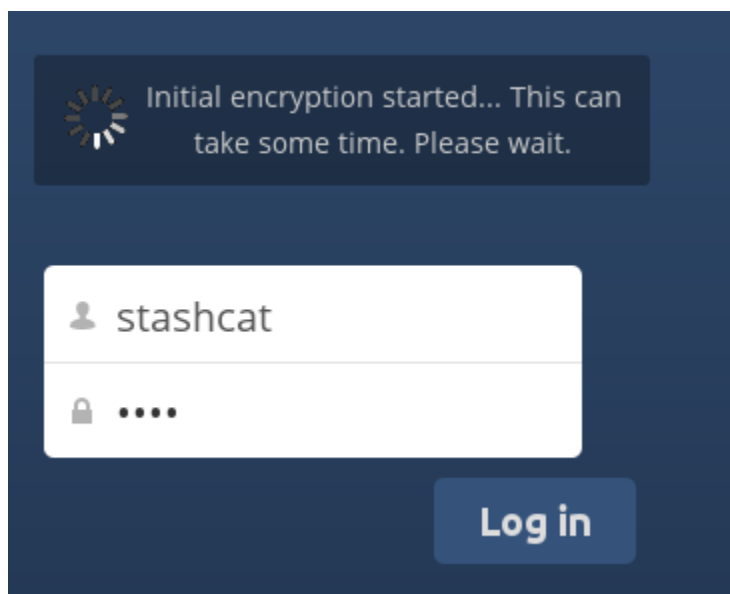 Initial encryption started... This can
take some time. Please wait.
stashcat
••••
Log in